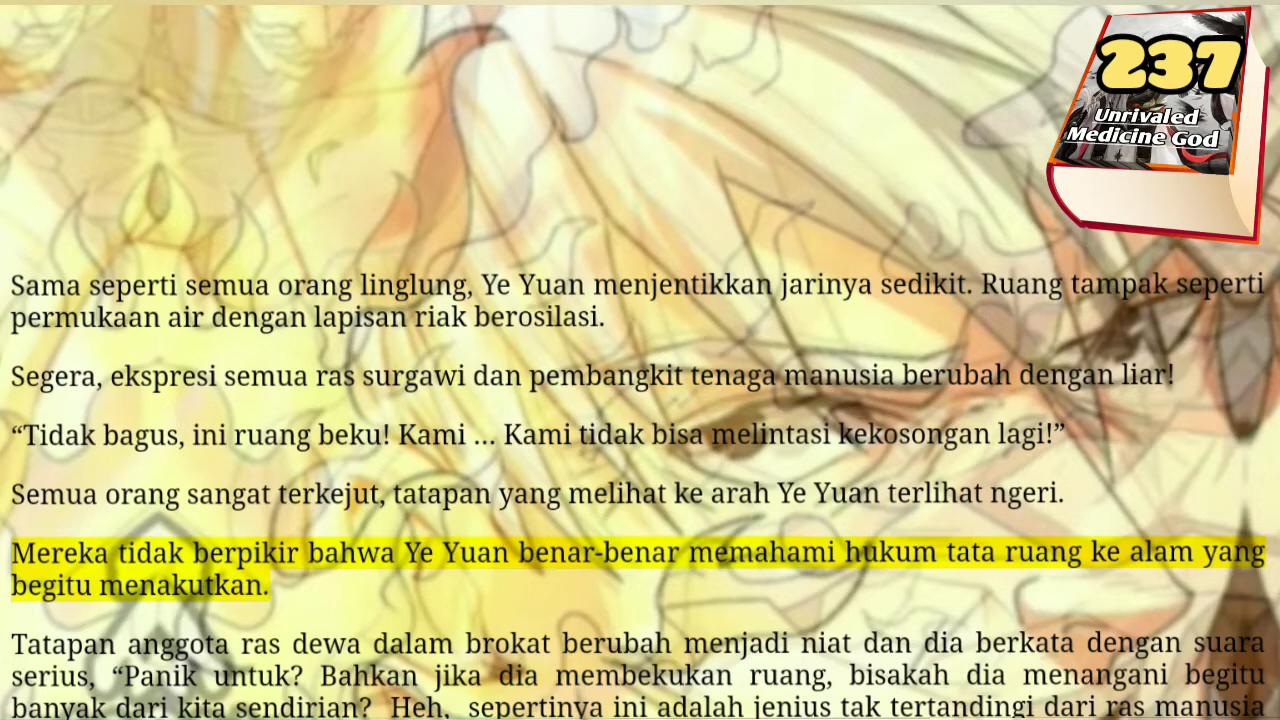 237
Unrivaled
Medicine God
Sama seperti semua orang linglung, Ye Yuan menjentikkan jarinya sedikit. Ruang tampak seperti
permukaan air dengan lapisan riak berosilasi.
Segera, ekspresi semua ras surgawi dan pembangkit tenaga manusia berubah dengan liar!
“Tidak bagus, ini ruang beku! Kami ... Kami tidak bisa melintasi kekosongan lagi!”
Semua orang sangat terkejut, tatapan yang melihat ke arah Ye Yuan terlihat ngeri.
Mereka tidak berpikir bahwa Ye Yuan benar-benar memahami hukum tata ruang ke alam yang
begitu menakutkan.
Tatapan anggota ras dewa dalam brokat berubah menjadi niat dan dia berkata dengan suara
serius, “Panik untuk? Bahkan jika dia membekukan ruang, bisakah dia menangani begitu
banyak dari kita sendirian? Heh, sepertinya ini adalah jenius tak tertandingi dari ras manusia